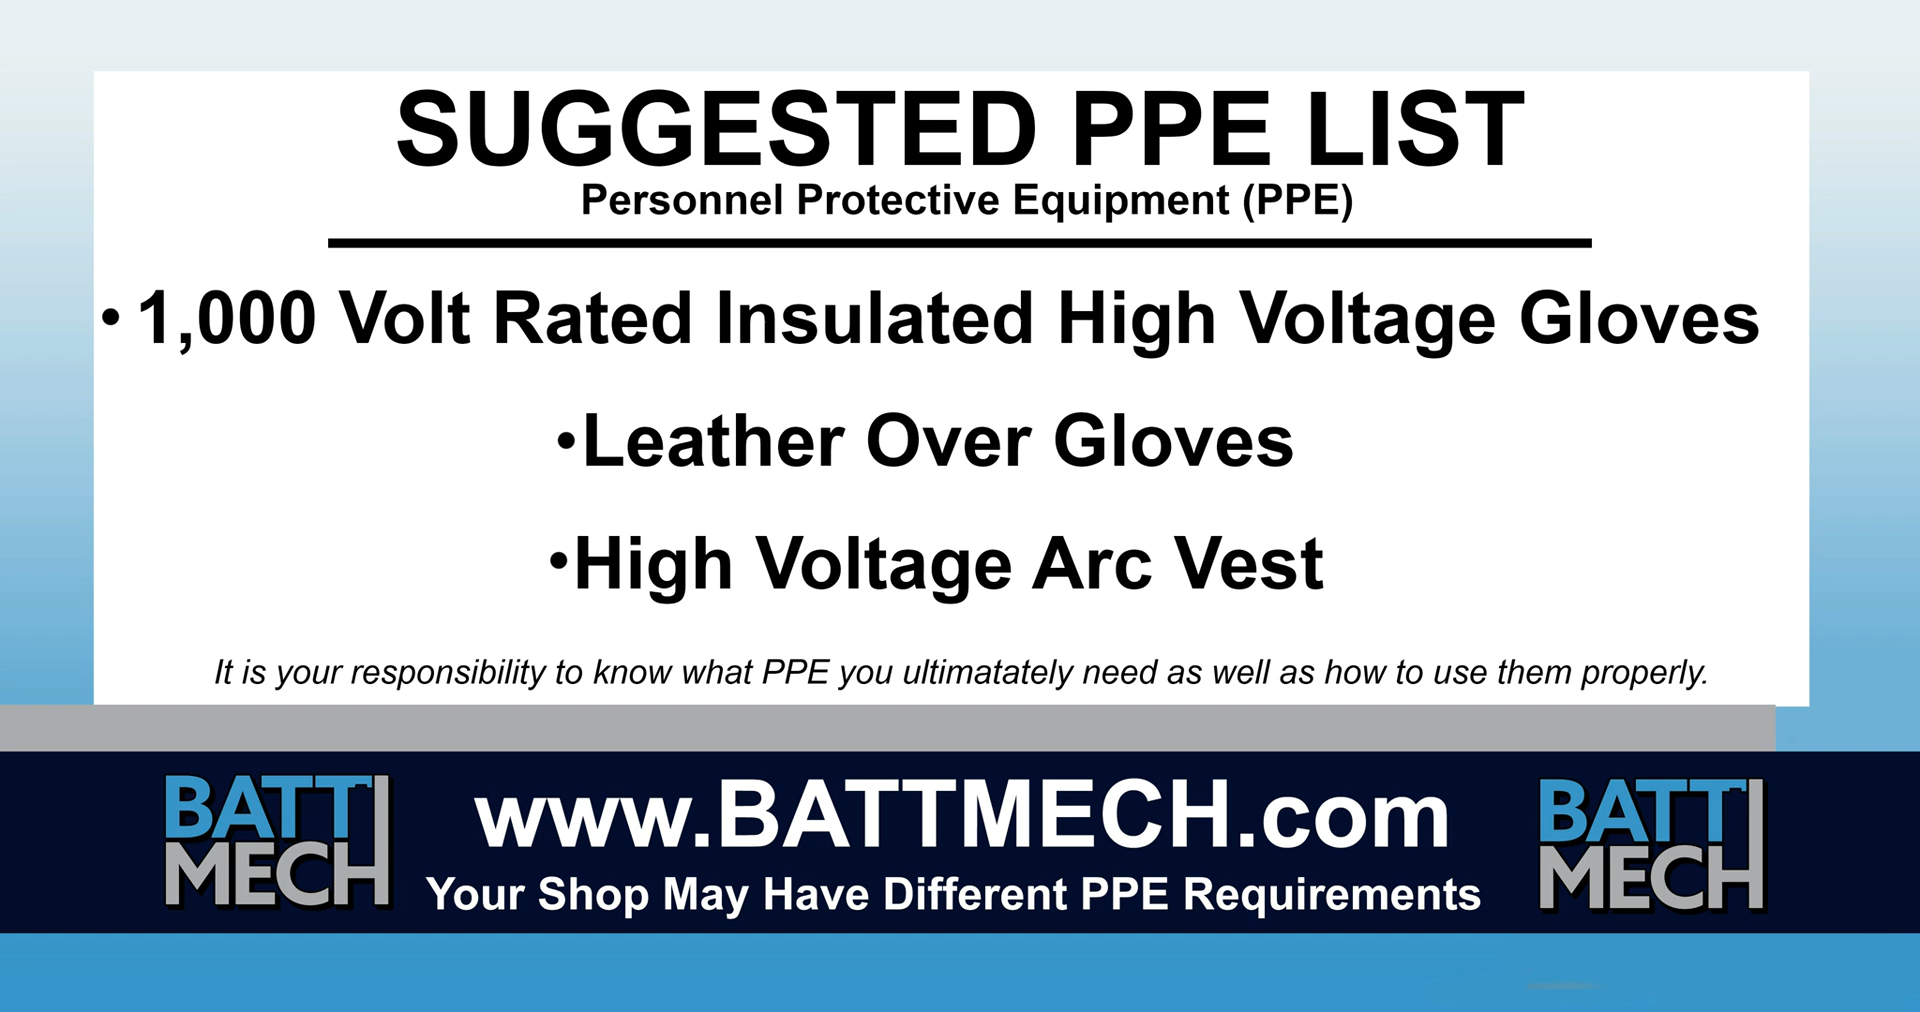 SUGGESTED PPE LIST
Personnel Protective Equipment (PPE)
• 1,000 Volt Rated Insulated High Voltage Gloves
•Leather Over Gloves
•High Voltage Arc Vest
It is your responsibility to know what PPE you ultimatately need as well as how to use them properly.
BATT
MECH
www.BATTMECH.com
Your Shop May Have Different PPE Requirements
BATT
MECH